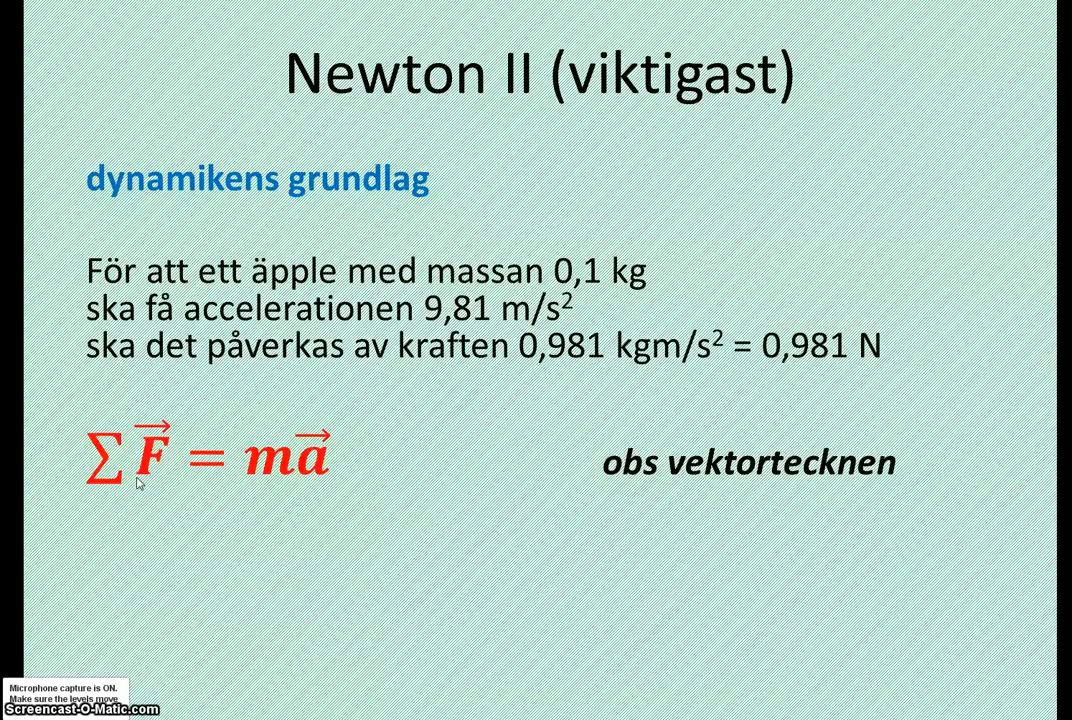 Newton II (viktigast)
dynamikens grundlag
För att ett äpple med massan 0,1 kg
ska få accelerationen 9,81 m/s²
ska det påverkas av kraften 0,981 kgm/s² = 0,981 N
∑ F⃗ = ma⃗
obs vektortecknen
Microphone capture is ON.
Make sure the levels move
Screencast-O-Matic.com